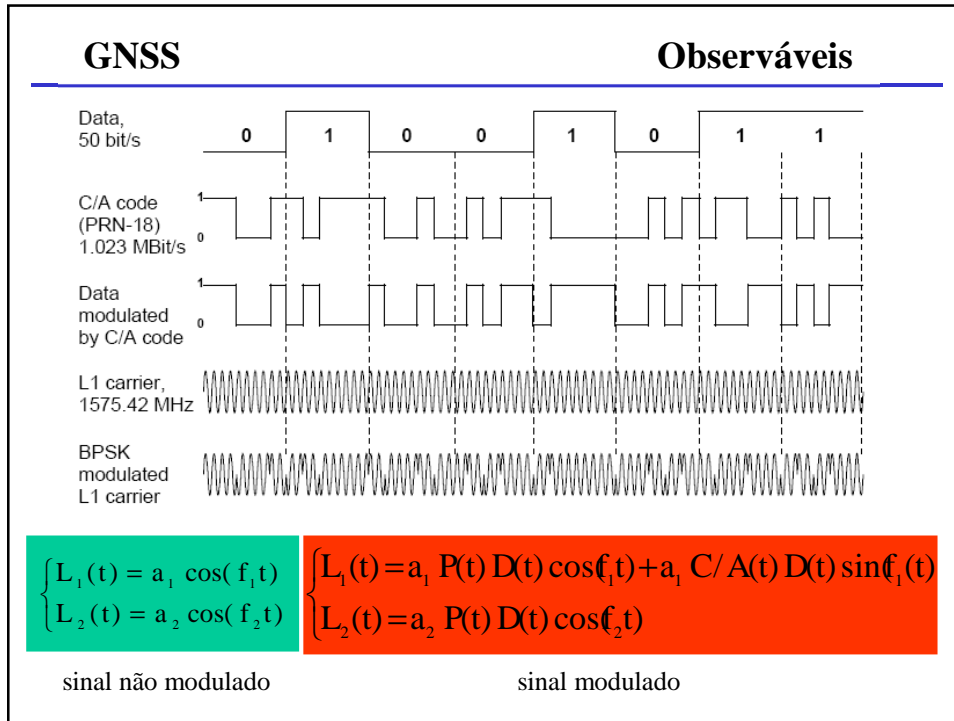 GNSS Observáveis
Data,
50 bit/s
0 1 0 0 1 0 1 1
C/A code
(PRN-18)
1.023 MBit/s
1
0
Data
modulated
by C/A code
1
0
L1 carrier,
1575.42 MHz
BPSK
modulated
L1 carrier
L₁(t) = a₁ cos( f₁t)
L₂(t) = a₂ cos( f₂t)
L₁(t) = a₁ P(t) D(t) cos(f₁t) + a₁ C/A(t) D(t) sin(f₁(t)
L₂(t) = a₂ P(t) D(t) cos(f₂t)
sinal não modulado
sinal modulado